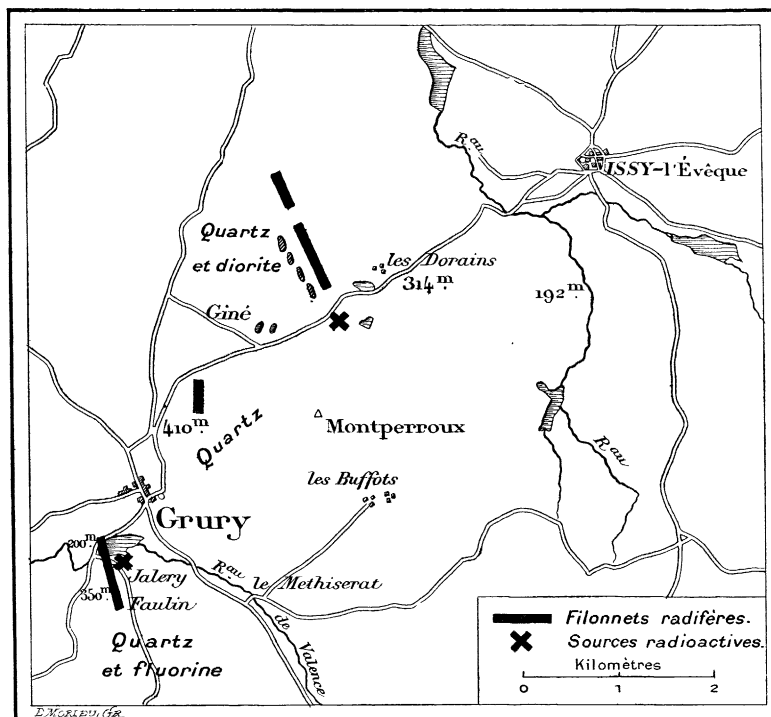 Rau
ISSY-l'Évêque
Quartz
et diorite
les Dorains
314m.
192m.
Giné
410m.
Quartz
Montperroux
Rau
les Buffots
Grury
200m.
Rau
le Methiserat
Jalery
350m.
Faulin
de
Valence
Quartz
et fluorine
Filonnets radifères.
Sources radioactives.
Kilomètres
0 1 2
E. MORIEU, GR.